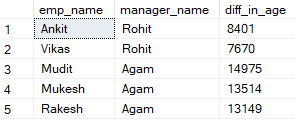 emp_name manager_name diff_in_age
1 Ankit Rohit 8401
2 Vikas Rohit 7670
3 Mudit Agam 14975
4 Mukesh Agam 13514
5 Rakesh Agam 13149